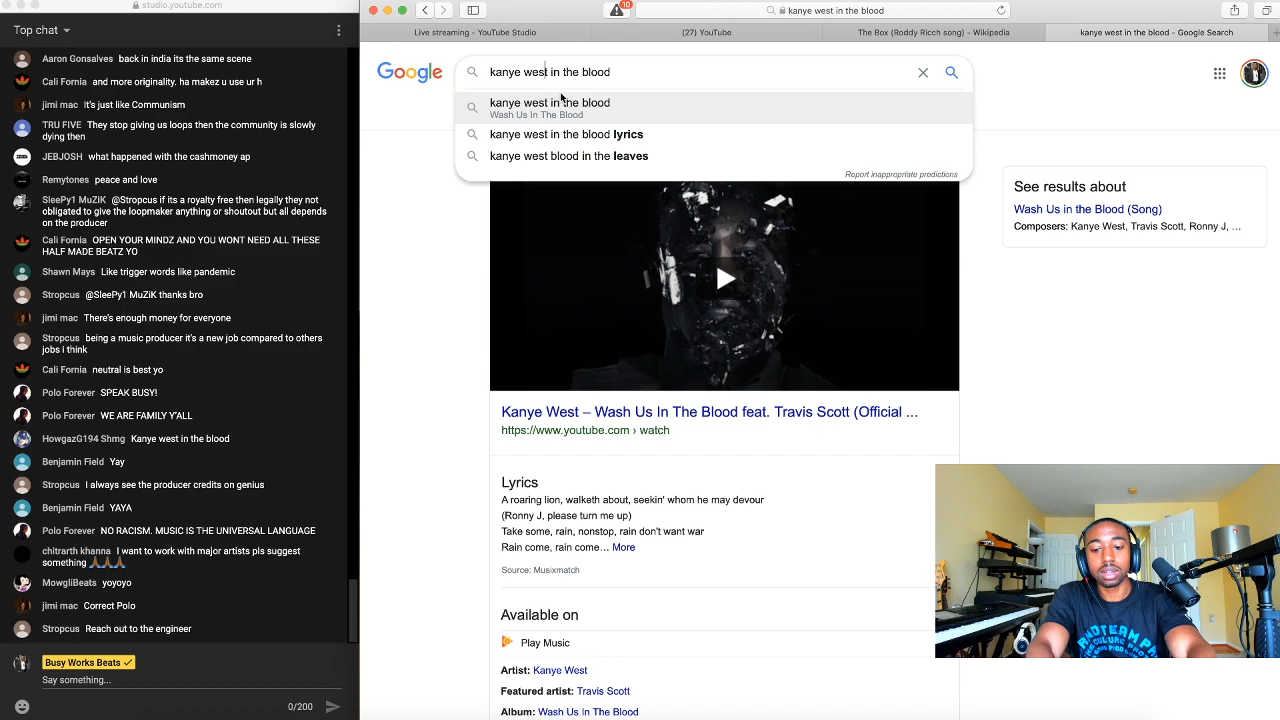 studio.youtube.com
Top chat
Aaron Gonsalves back in india its the same scene
Cali Fornia and more originality. ha makez u use ur h
jimi mac It's just like Communism
TRU FIVE They stop giving us loops then the community is slowly
dying then
JEBJOSH what happened with the cashmoney ap
Remytones peace and love
SleePy1 MuZiK @Stropcus if its a royalty free then legally they not
obligated to give the loopmaker anything or shoutout but all depends
on the producer
Cali Fornia OPEN YOUR MINDZ AND YOU WONT NEED ALL THESE
HALF MADE BEATZ YO
Shawn Mays Like trigger words like pandemic
Stropcus @SleePy1 MuZiK thanks bro
jimi mac There's enough money for everyone
Stropcus being a music producer it's a new job compared to others
jobs i think
Cali Fornia neutral is best yo
Polo Forever SPEAK BUSY!
Polo Forever WE ARE FAMILY Y'ALL
HowgazG194 Shmg Kanye west in the blood
Benjamin Field Yay
Stropcus I always see the producer credits on genius
Benjamin Field YAYA
Polo Forever NO RACISM. MUSIC IS THE UNIVERSAL LANGUAGE
chitrarth khanna I want to work with major artists pls suggest
something 🙏🏾🙏🏾🙏🏾
MowgliBeats yoyoyo
jimi mac Correct Polo
Stropcus Reach out to the engineer
Busy Works Beats ✓
Say something...
0/200
10
kanye west in the blood
Live streaming - YouTube Studio
(27) YouTube
The Box (Roddy Ricch song) - Wikipedia
kanye west in the blood - Google Search
Google
kanye west in the blood
kanye west in the blood
Wash Us In The Blood
kanye west in the blood lyrics
kanye west blood in the leaves
Report inappropriate predictions
See results about
Wash Us in the Blood (Song)
Composers: Kanye West, Travis Scott, Ronny J, ...
Kanye West – Wash Us In The Blood feat. Travis Scott (Official ...
https://www.youtube.com › watch
Lyrics
A roaring lion, walketh about, seekin' whom he may devour
(Ronny J, please turn me up)
Take some, rain, nonstop, rain don't want war
Rain come, rain come… More
Source: Musixmatch
Available on
Play Music
Artist: Kanye West
Featured artist: Travis Scott
Album: Wash Us In The Blood